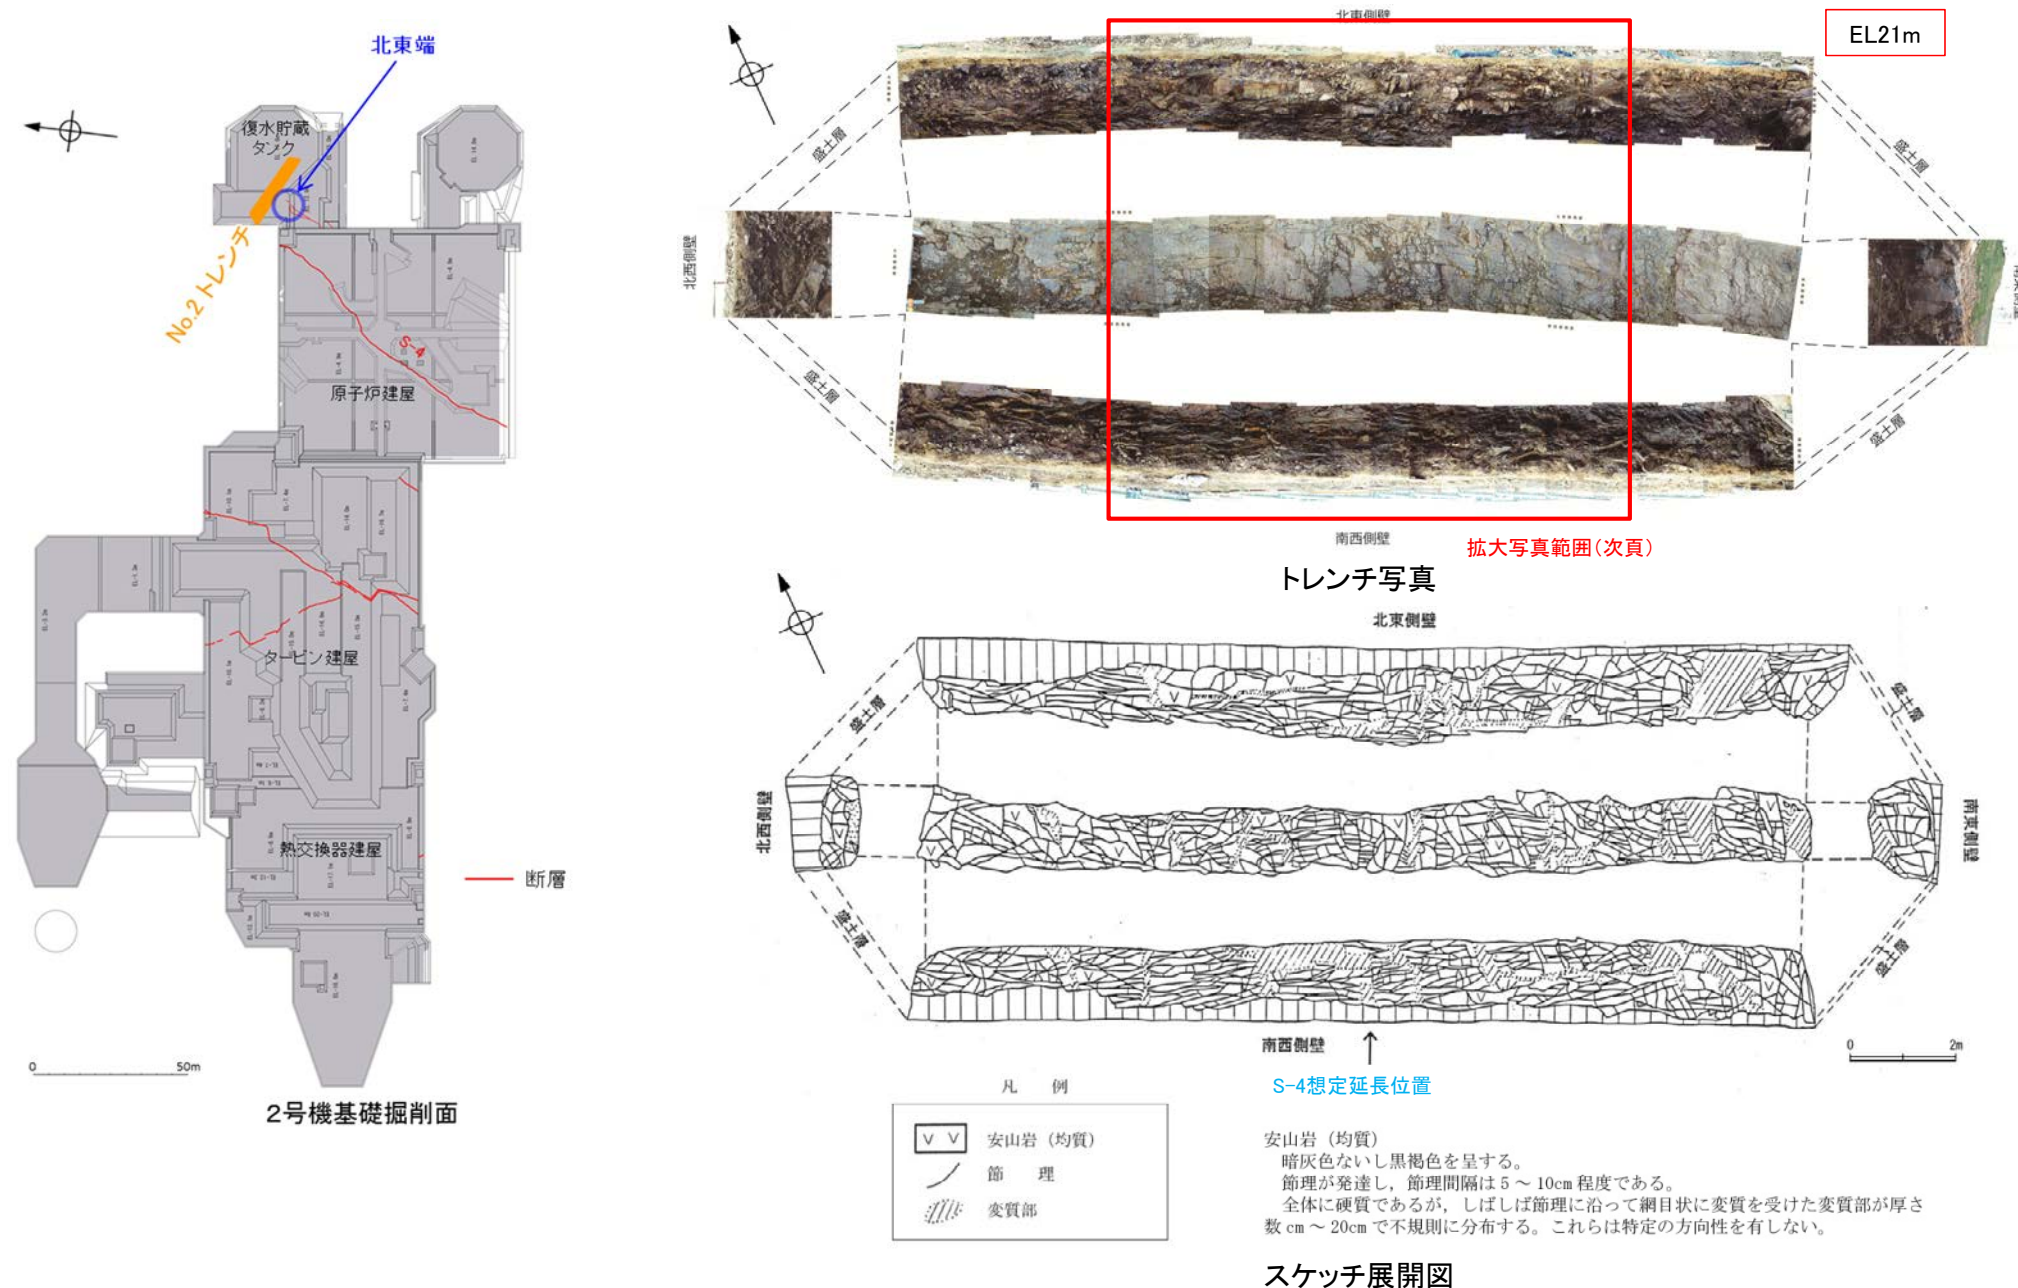 北東端
復水貯蔵
タンク
No.2 トレンチ
S-4
原子炉建屋
タービン建屋
熱交換器建屋
断層
0 50m
2号機基礎掘削面
EL21m
北東側壁
盛土層
盛土層
北西側壁
盛土層
盛土層
南西側壁
拡大写真範囲(次頁)
トレンチ写真
北東側壁
盛土層
盛土層
北西側壁
南東側壁
盛土層
盛土層
南西側壁
S-4想定延長位置
0 2m
凡 例
V V 安山岩（均質）
節 理
変質部
安山岩（均質）
暗灰色ないし黒褐色を呈する。
節理が発達し，節理間隔は 5 ～ 10cm 程度である。
全体に硬質であるが，しばしば節理に沿って網目状に変質を受けた変質部が厚さ
数 cm ～ 20cm で不規則に分布する。これらは特定の方向性を有しない。
スケッチ展開図